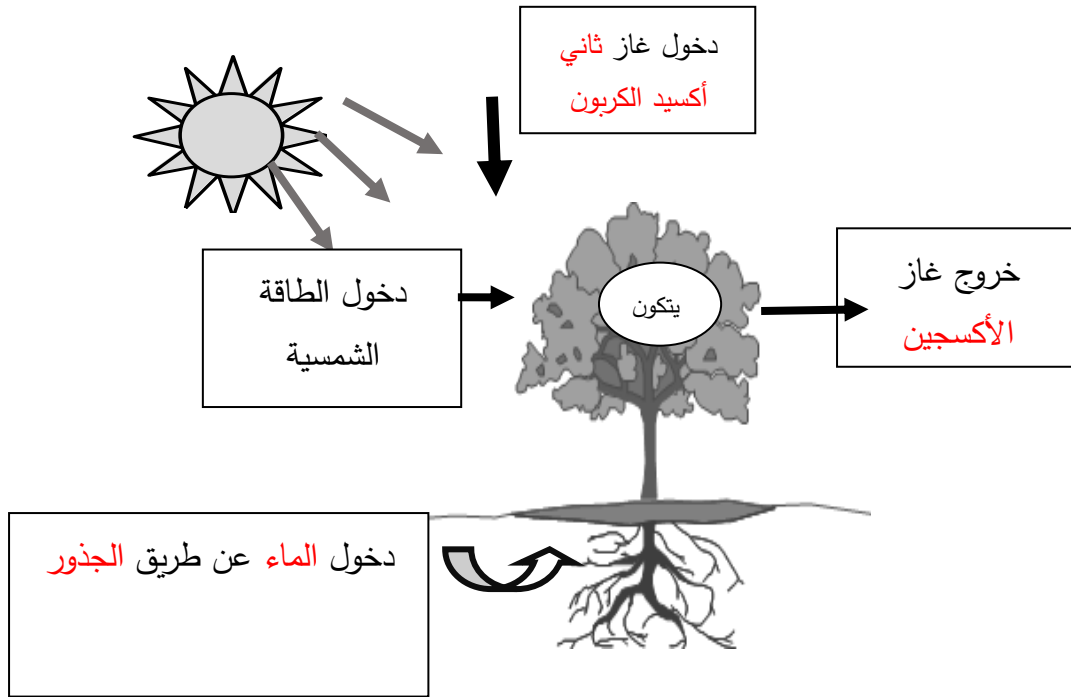 دخول غاز ثاني
أكسيد الكربون
دخول الطاقة
الشمسية
يتكون
خروج غاز
الأكسجين
دخول الماء عن طريق الجذور